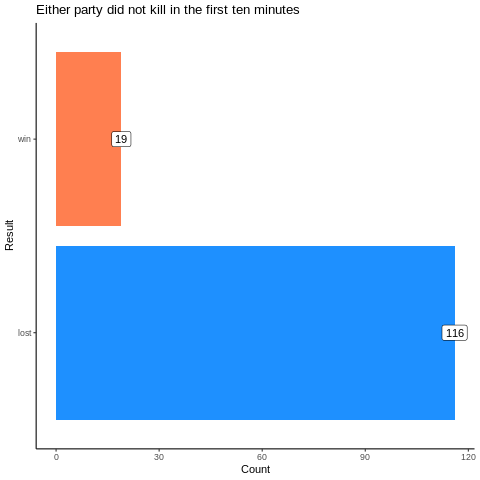 Either party did not kill in the first ten minutes
win
19
Result
lost
116
0 30 60 90 120
Count